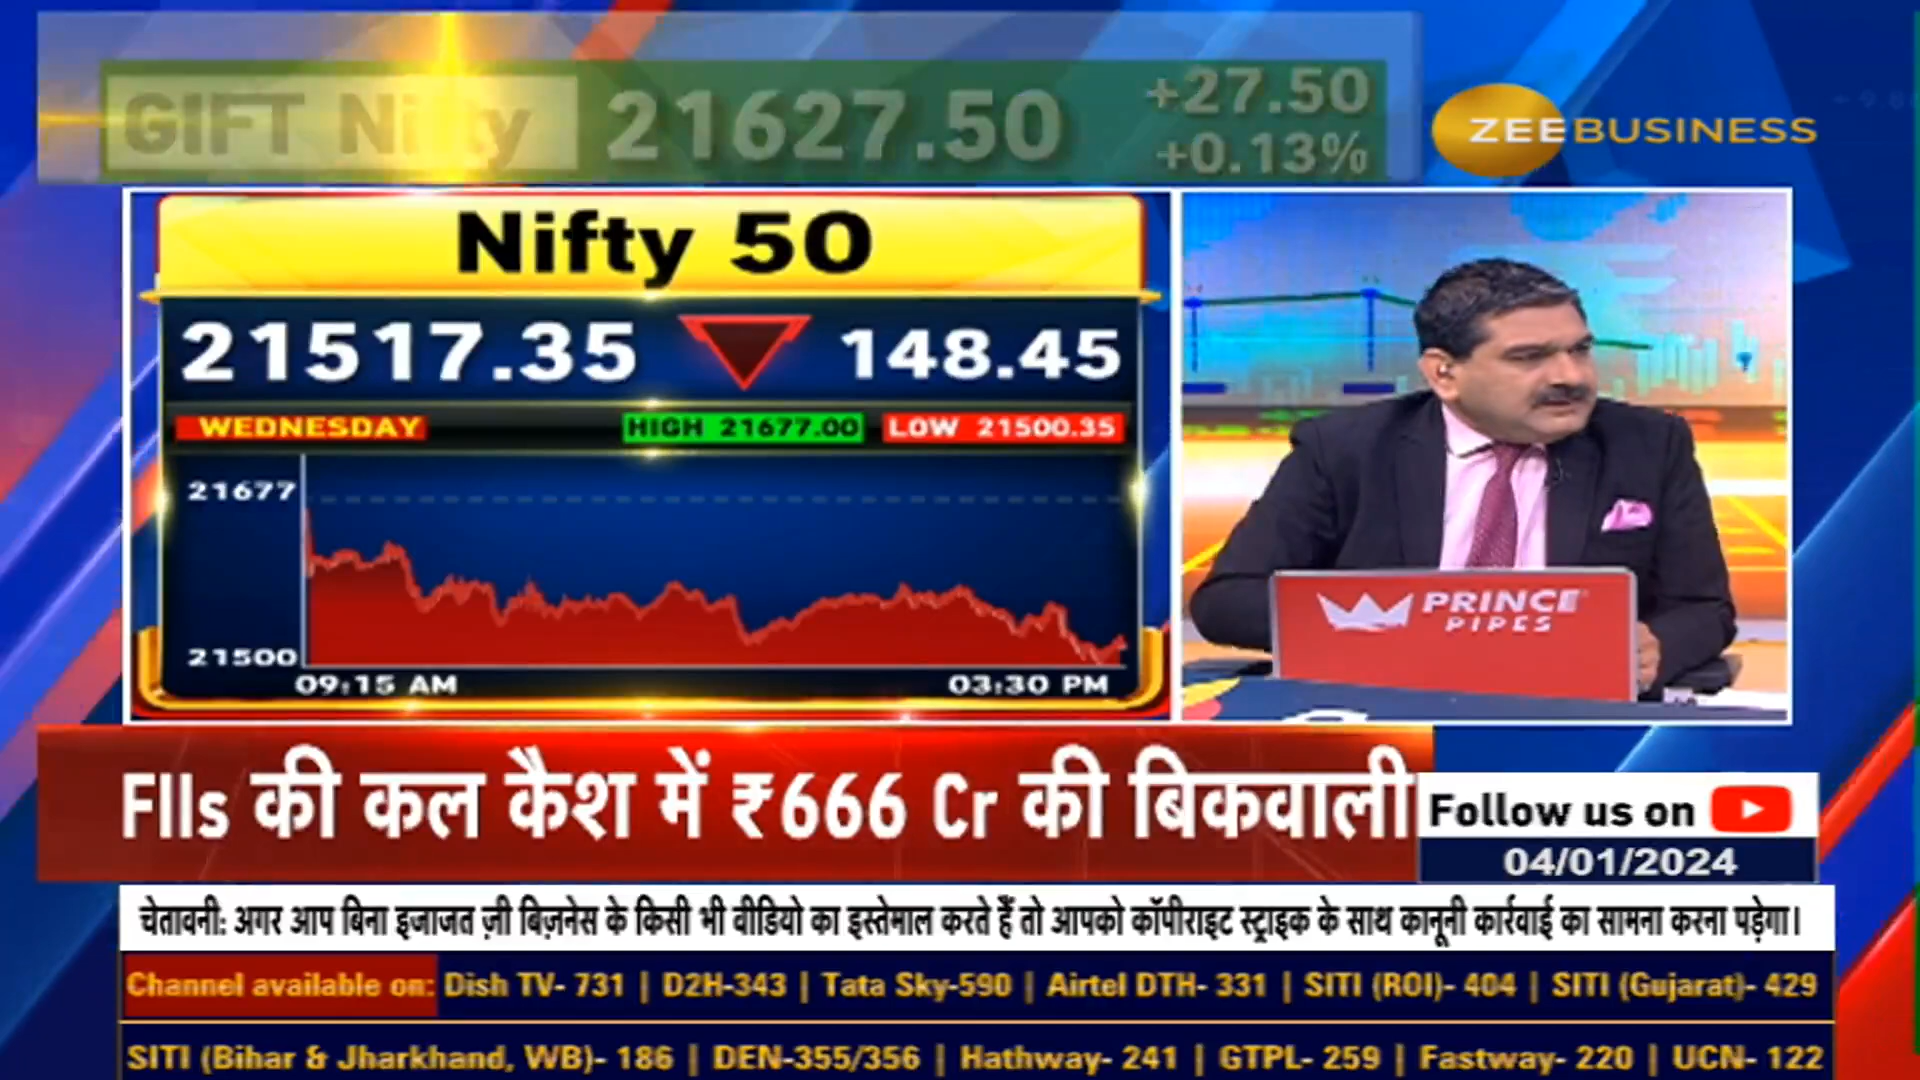 GIFT Nifty 21627.50 +27.50
+0.13%
ZEEBUSINESS
Nifty 50
21517.35 148.45
WEDNESDAY HIGH 21677.00 LOW 21500.35
21677
21500
09:15 AM 03:30 PM
PRINCE
PIPES
FIIs की कल कैश में ₹666 Cr की बिकवाली
Follow us on
04/01/2024
चेतावनी: अगर आप बिना इजाजत ज़ी बिज़नेस के किसी भी वीडियो का इस्तेमाल करते हैं तो आपको कॉपीराइट स्ट्राइक के साथ कानूनी कार्रवाई का सामना करना पड़ेगा।
Channel available on: Dish TV- 731 | D2H-343 | Tata Sky-590 | Airtel DTH- 331 | SITI (ROI)- 404 | SITI (Gujarat)- 429
SITI (Bihar & Jharkhand, WB)- 186 | DEN-355/356 | Hathway- 241 | GTPL- 259 | Fastway- 220 | UCN- 122